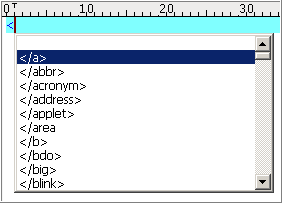 0 10 20 30
<
</a>
</abbr>
</acronym>
</address>
</applet>
</area
</b>
</bdo>
</big>
</blink>